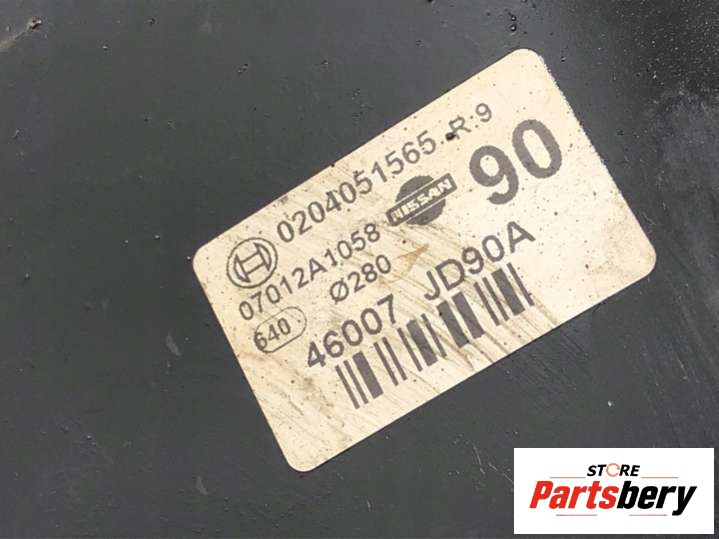 0204051565 R.9
07012A1058
NISSAN
90
Ø280
640
46007 JD90A
STORE
Partsbery